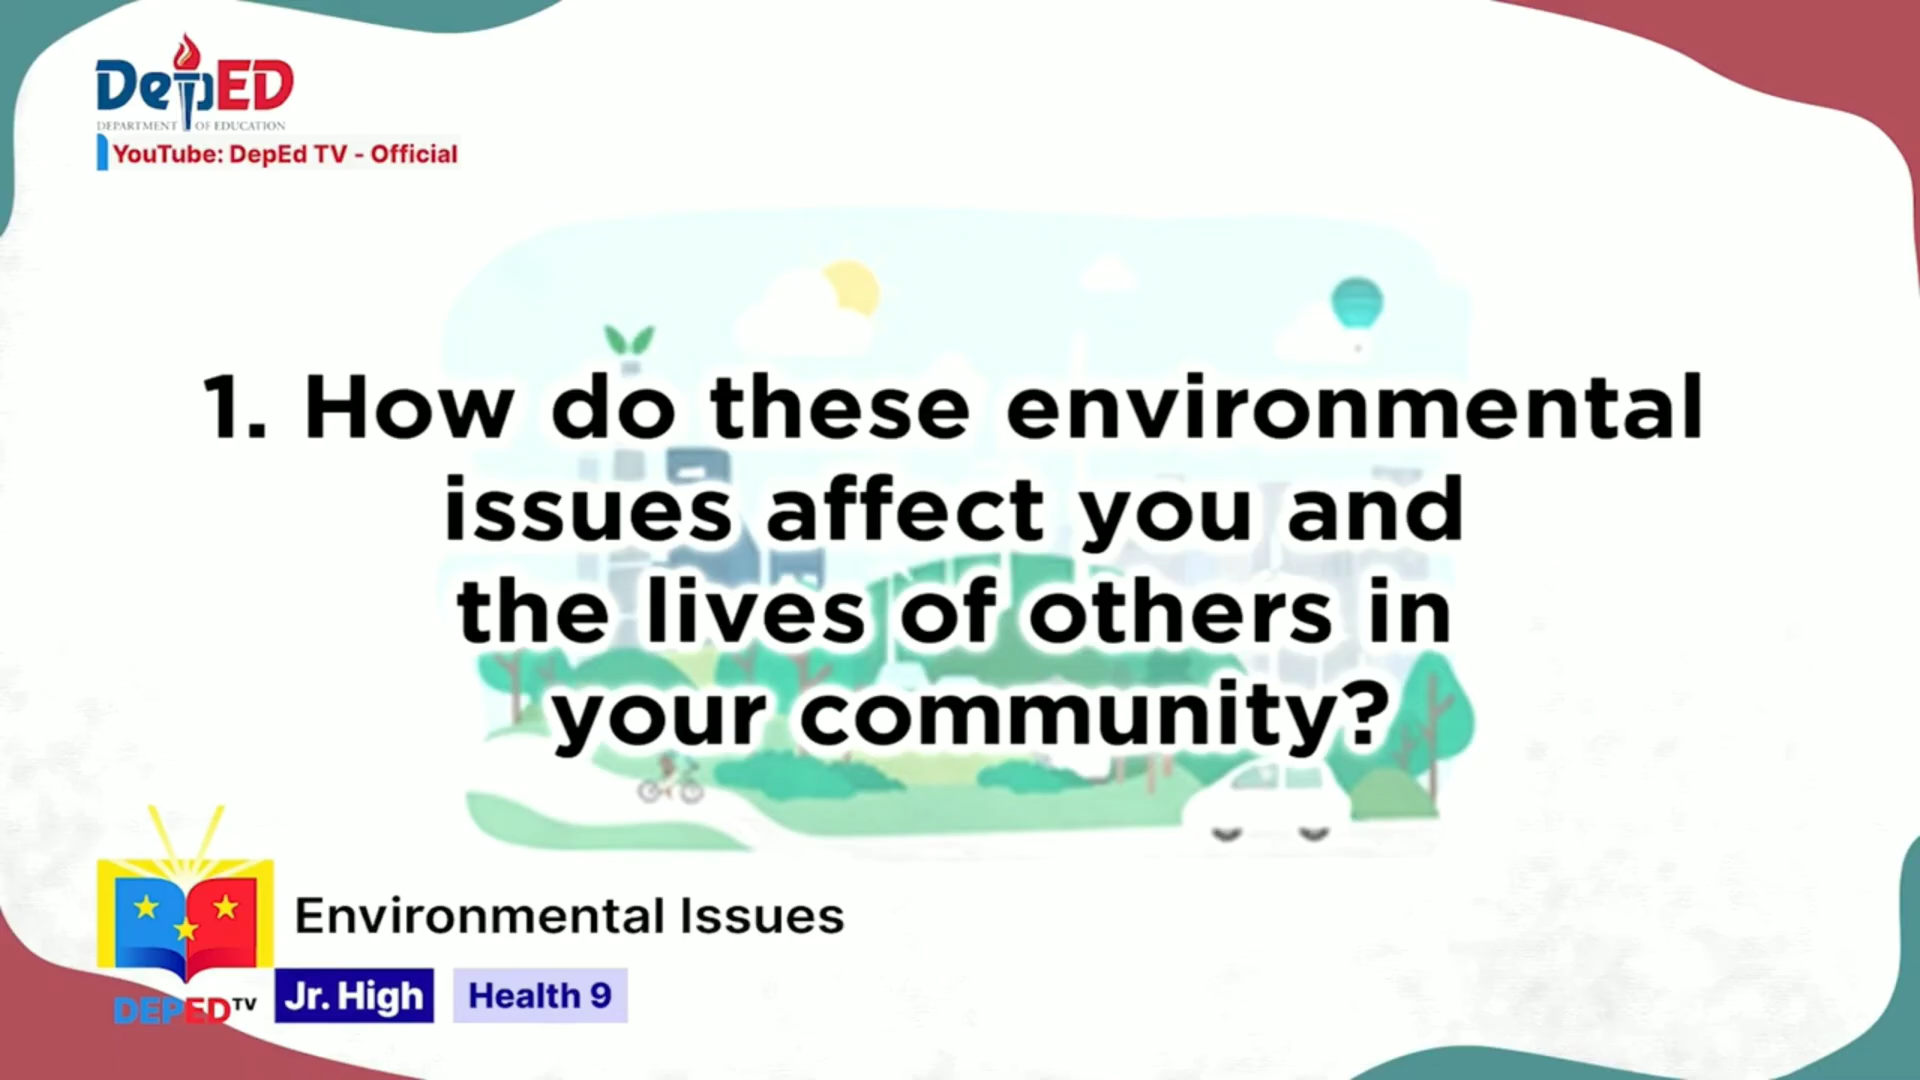 DepED
DEPARTMENT OF EDUCATION
YouTube: DepEd TV - Official
1. How do these environmental
issues affect you and
the lives of others in
your community?
Environmental Issues
DEPED TV
Jr. High
Health 9